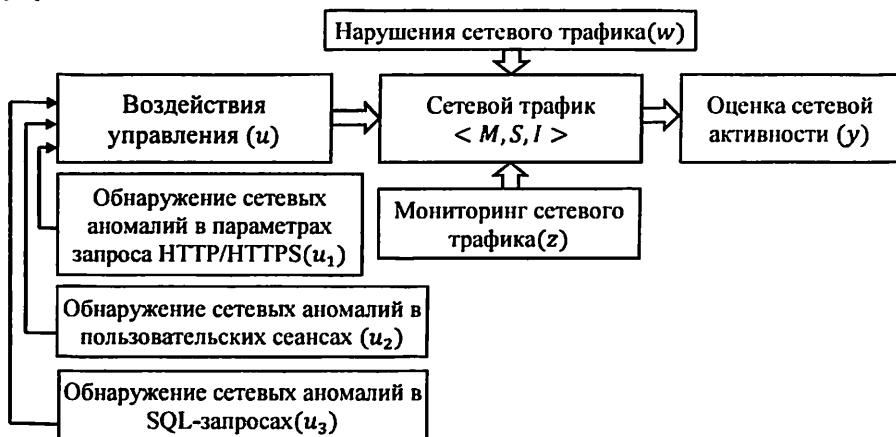 Нарушения сетевого трафика(w)
Воздействия
управления (u)
Сетевой трафик
< M, S, I >
Оценка сетевой
активности (y)
Обнаружение сетевых
аномалий в параметрах
запроса HTTP/HTTPS(u₁)
Мониторинг сетевого
трафика(z)
Обнаружение сетевых аномалий в
пользовательских сеансах (u₂)
Обнаружение сетевых аномалий в
SQL-запросах(u₃)